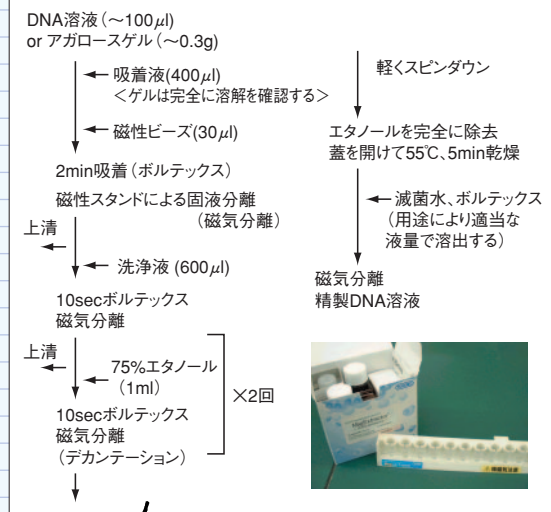 DNA溶液(~100μl)
or アガロースゲル(~0.3g)
吸着液(400μl)
<ゲルは完全に溶解を確認する>
磁性ビーズ(30μl)
2min吸着(ボルテックス)
磁性スタンドによる固液分離
(磁気分離)
上清
洗浄液 (600μl)
10secボルテックス
磁気分離
上清
75%エタノール
(1ml)
×2回
10secボルテックス
磁気分離
(デカンテーション)
軽くスピンダウン
エタノールを完全に除去
蓋を開けて55℃、5min乾燥
滅菌水、ボルテックス
(用途により適当な
液量で溶出する)
磁気分離
精製DNA溶液